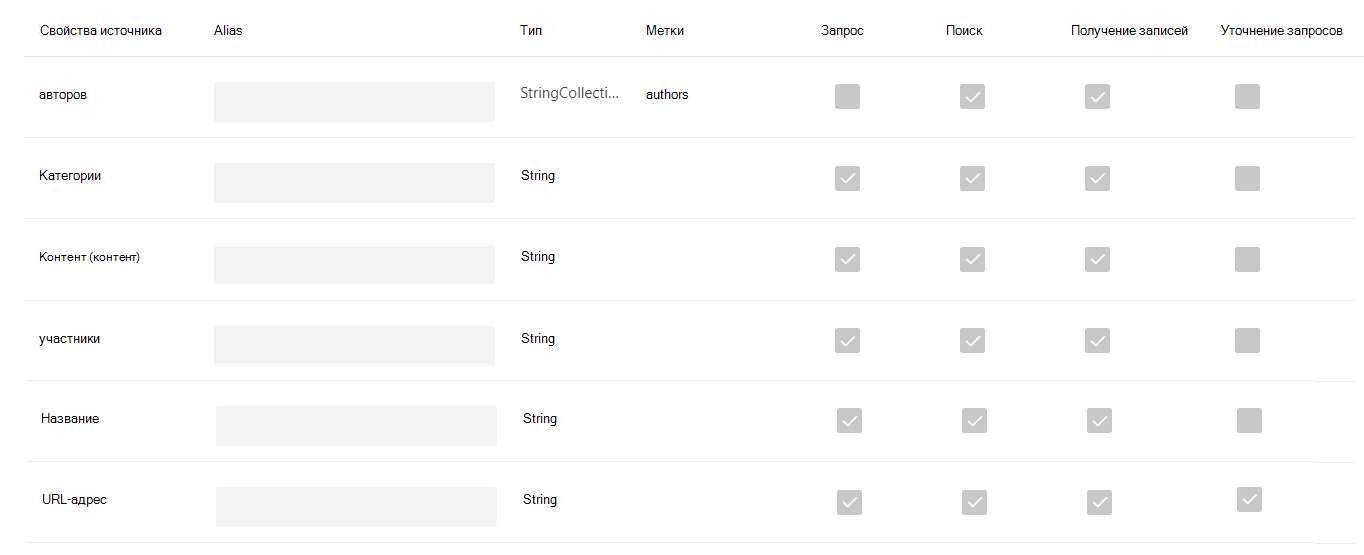 Свойства источника Alias Тип Метки Запрос Поиск Получение записей Уточнение запросов
авторов StringCollecti... authors
Категории String
Контент (контент) String
участники String
Название String
URL-адрес String